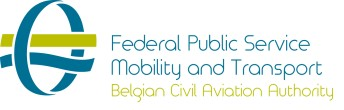 Federal Public Service
Mobility and Transport
Belgian Civil Aviation Authority